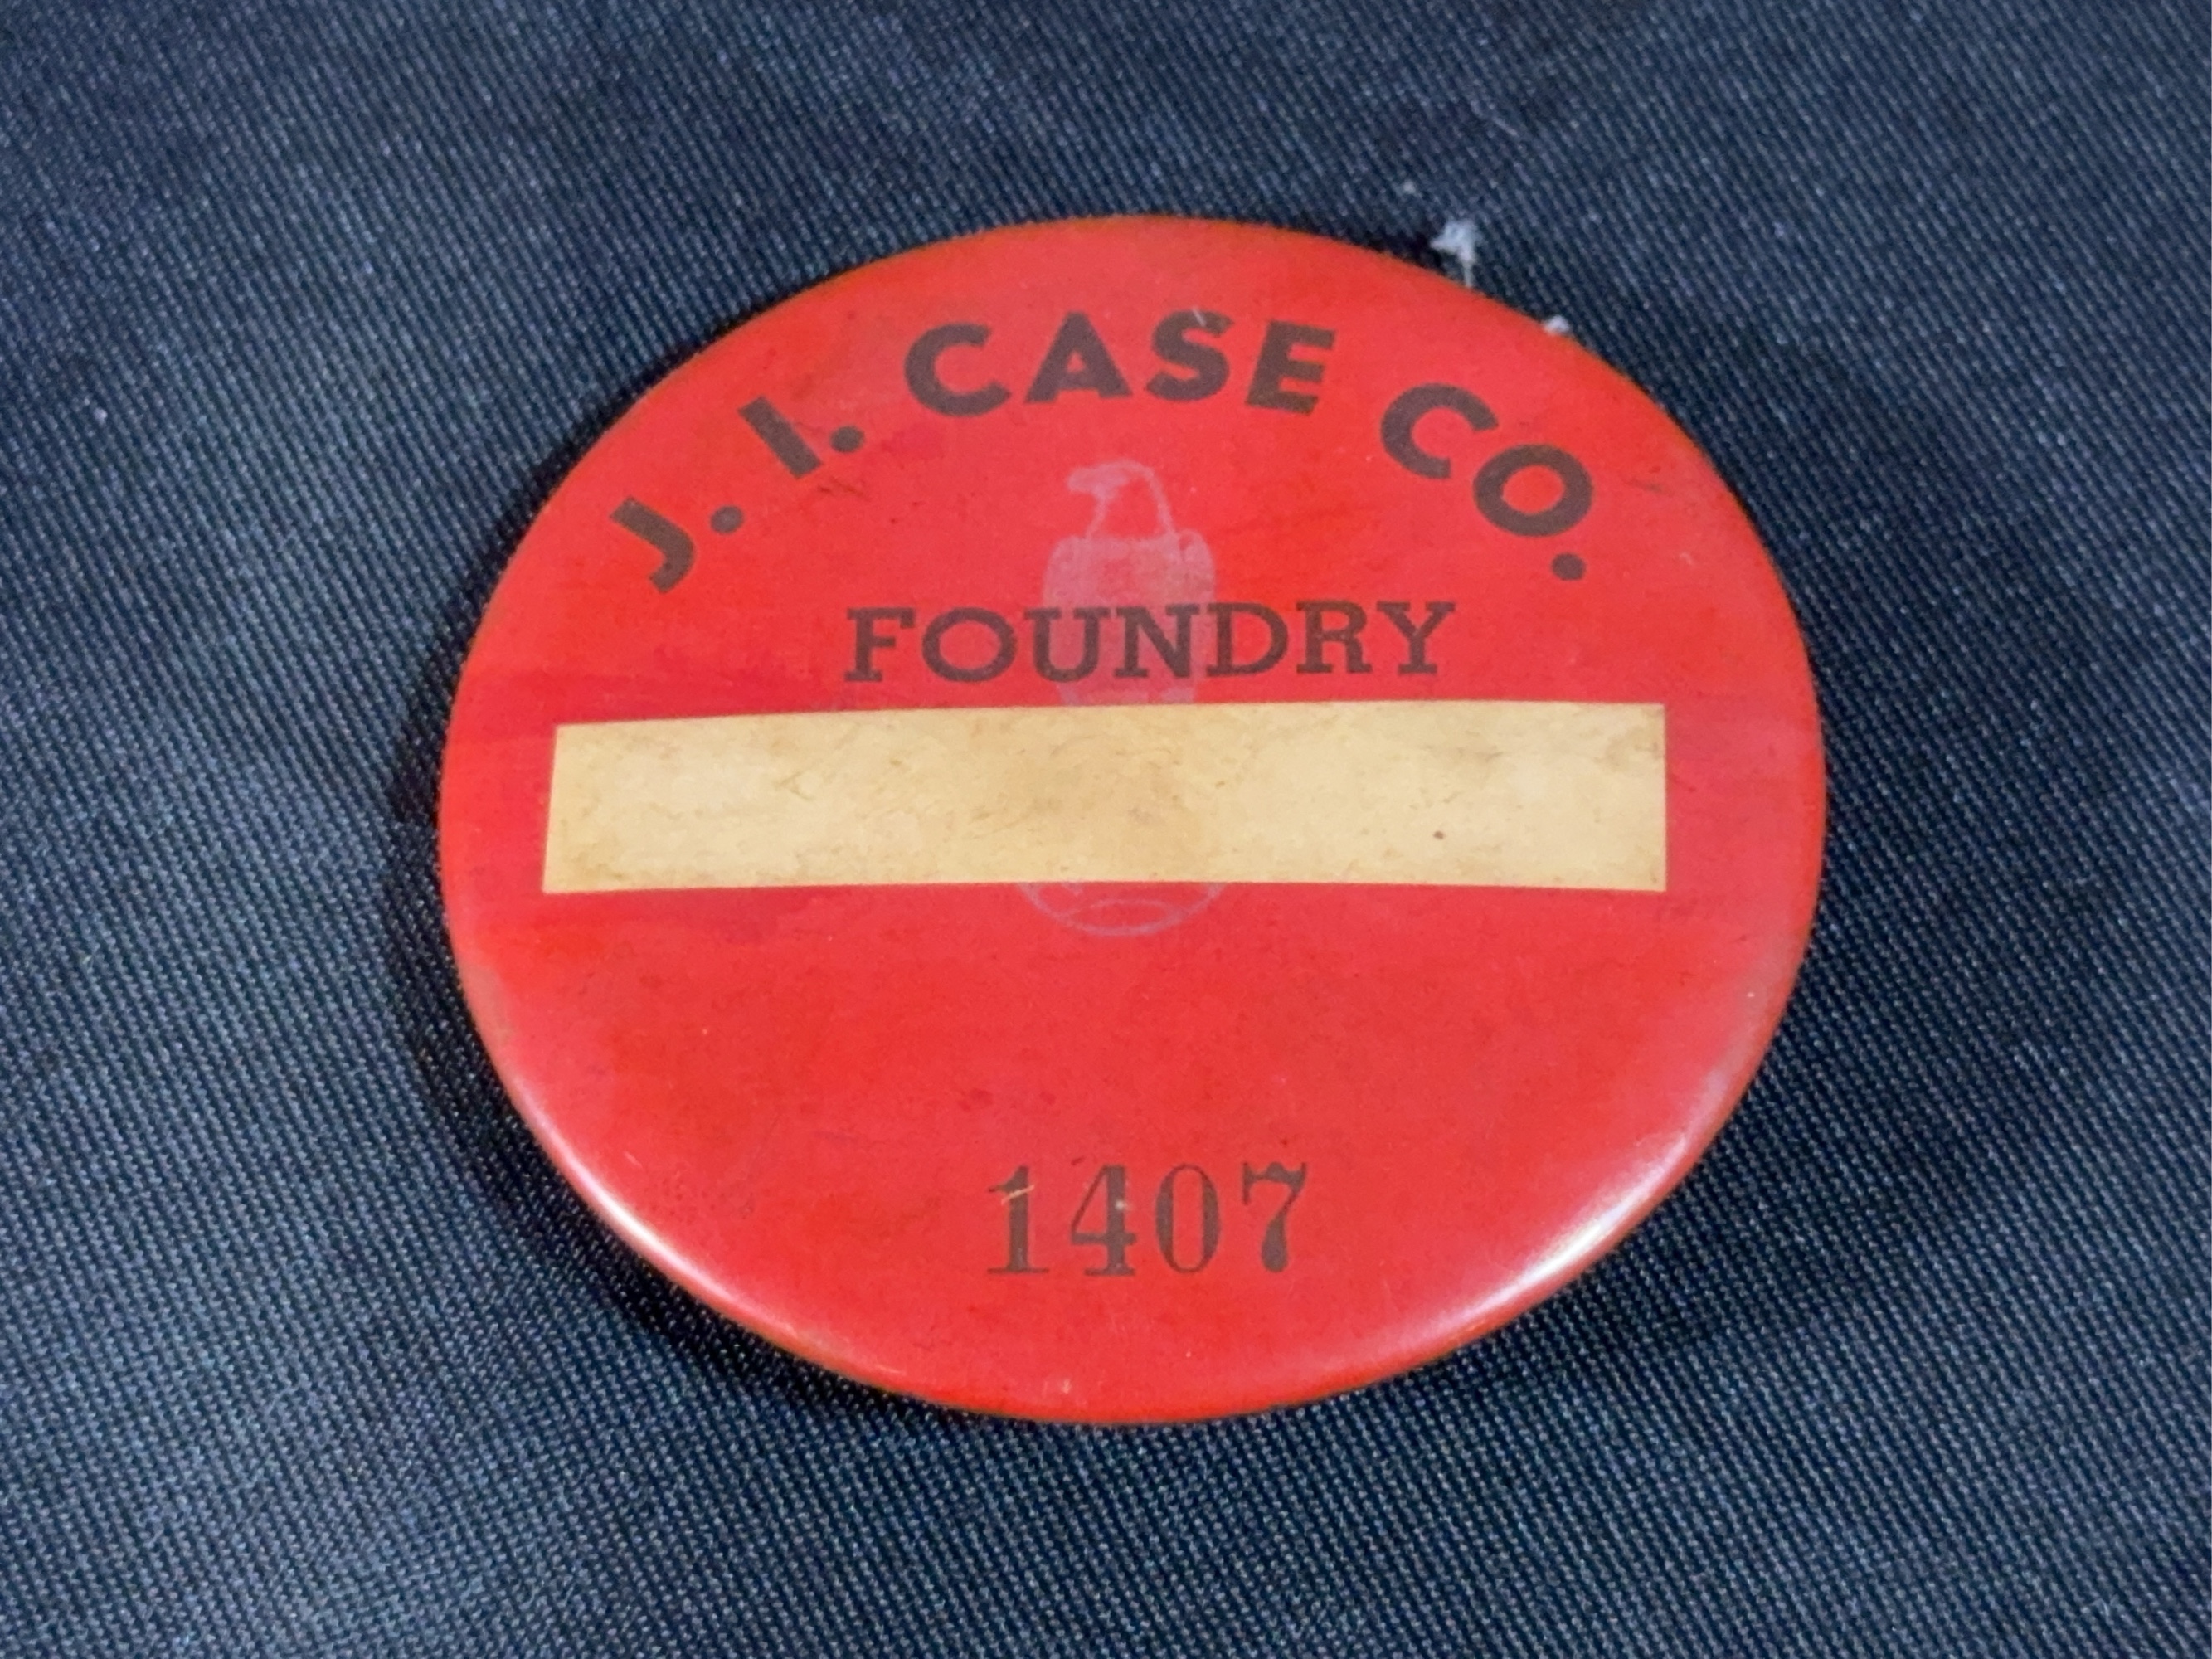 J. I. CASE CO.
FOUNDRY
1407